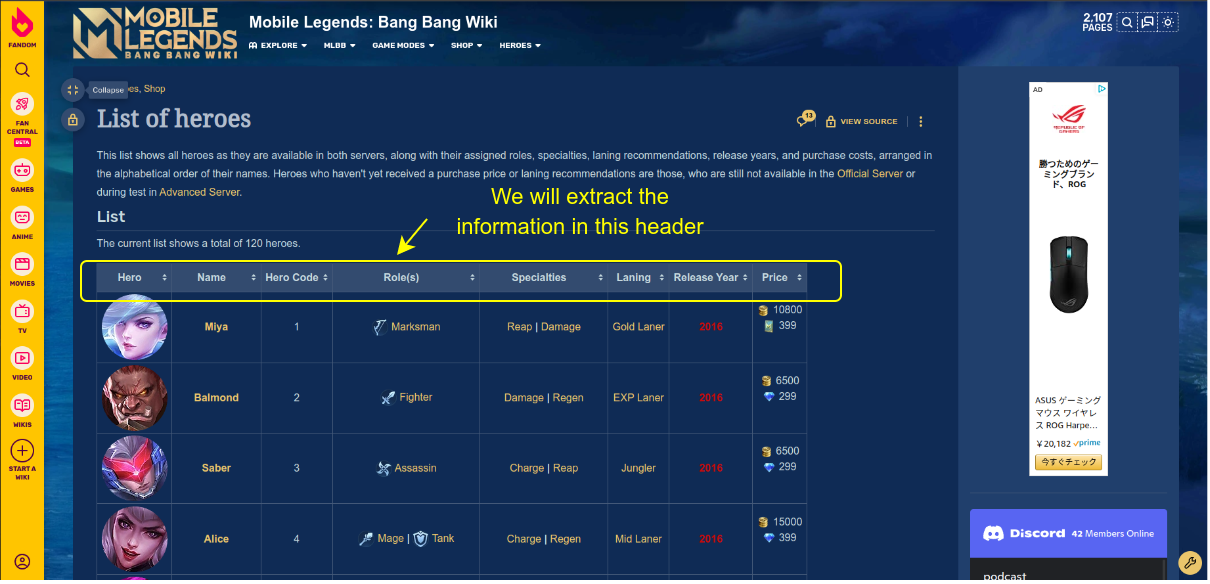 FANDOM
FAN
CENTRAL
BETA
GAMES
ANIME
MOVIES
TV
VIDEO
WIKIS
START A
WIKI
MOBILE
LEGENDS
BANG BANG WIKI
Mobile Legends: Bang Bang Wiki
EXPLORE MLBB GAME MODES SHOP HEROES
2,107
PAGES
Collapse
es, Shop
List of heroes
13
VIEW SOURCE
This list shows all heroes as they are available in both servers, along with their assigned roles, specialties, laning recommendations, release years, and purchase costs, arranged in
the alphabetical order of their names. Heroes who haven't yet received a purchase price or laning recommendations are those, who are still not available in the Official Server or
during test in Advanced Server.
We will extract the
information in this header
List
The current list shows a total of 120 heroes.
Hero Name Hero Code Role(s) Specialties Laning Release Year Price
Miya 1 Marksman Reap | Damage Gold Laner 2016 10800
399
Balmond 2 Fighter Damage | Regen EXP Laner 2016 6500
299
Saber 3 Assassin Charge | Reap Jungler 2016 6500
299
Alice 4 Mage | Tank Charge | Regen Mid Laner 2016 15000
399
AD
REPUBLIC OF
GAMERS
勝つためのゲー
ミングブラン
ド、ROG
ASUS ゲーミング
マウス ワイヤレ
ス ROG Harpe...
¥20,182 prime
今すぐチェック
Discord 42 Members Online
podcast